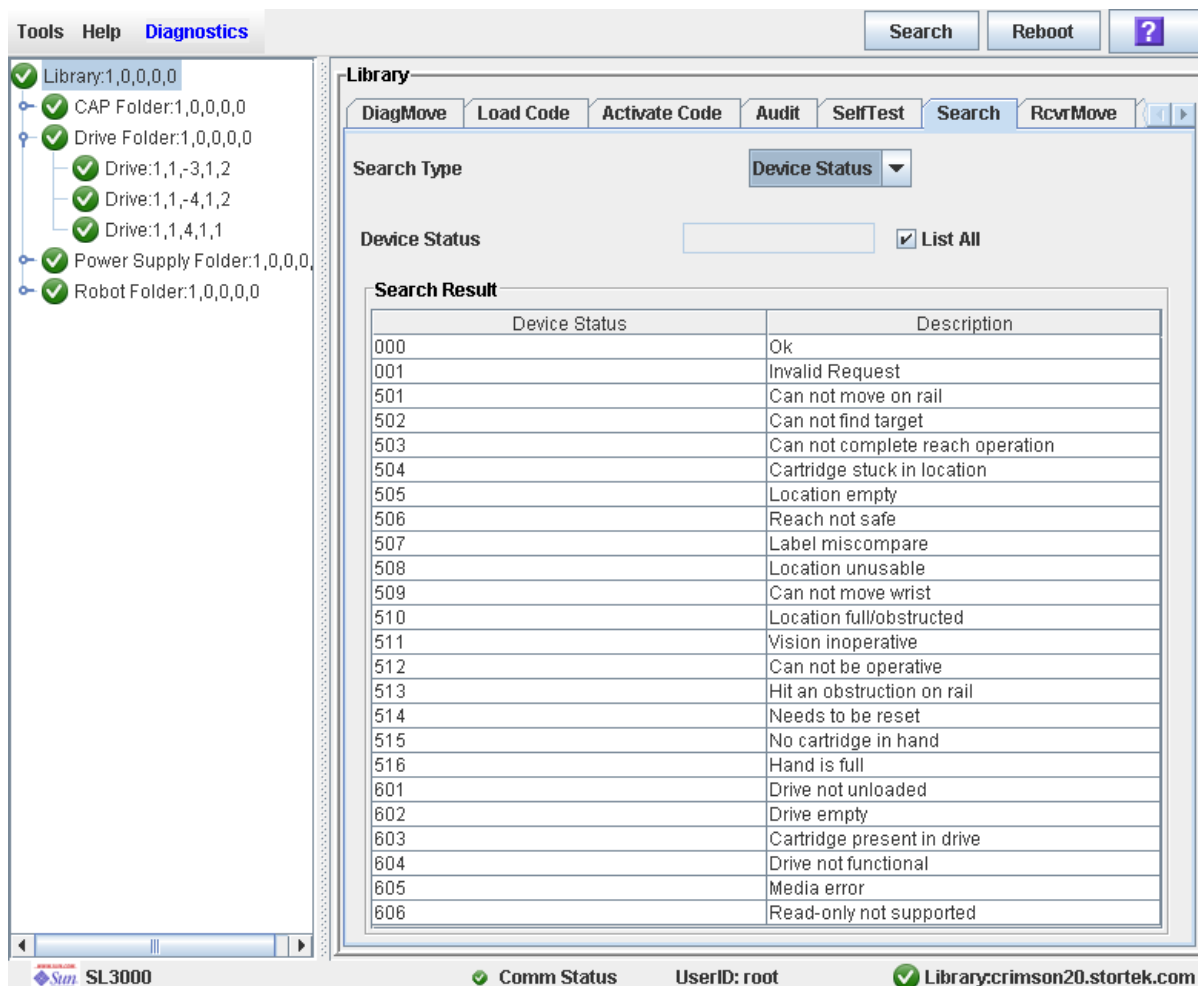 Tools Help Diagnostics Search Reboot ?
Library:1,0,0,0,0
CAP Folder:1,0,0,0,0
Drive Folder:1,0,0,0,0
Drive:1,1,-3,1,2
Drive:1,1,-4,1,2
Drive:1,1,4,1,1
Power Supply Folder:1,0,0,0,
Robot Folder:1,0,0,0,0
Library
DiagMove Load Code Activate Code Audit SelfTest Search RcvrMove
Search Type Device Status
Device Status List All
Search Result
Device Status Description
000 Ok
001 Invalid Request
501 Can not move on rail
502 Can not find target
503 Can not complete reach operation
504 Cartridge stuck in location
505 Location empty
506 Reach not safe
507 Label miscompare
508 Location unusable
509 Can not move wrist
510 Location full/obstructed
511 Vision inoperative
512 Can not be operative
513 Hit an obstruction on rail
514 Needs to be reset
515 No cartridge in hand
516 Hand is full
601 Drive not unloaded
602 Drive empty
603 Cartridge present in drive
604 Drive not functional
605 Media error
606 Read-only not supported
Sun SL3000 Comm Status UserID: root Library:crimson20.stortek.com